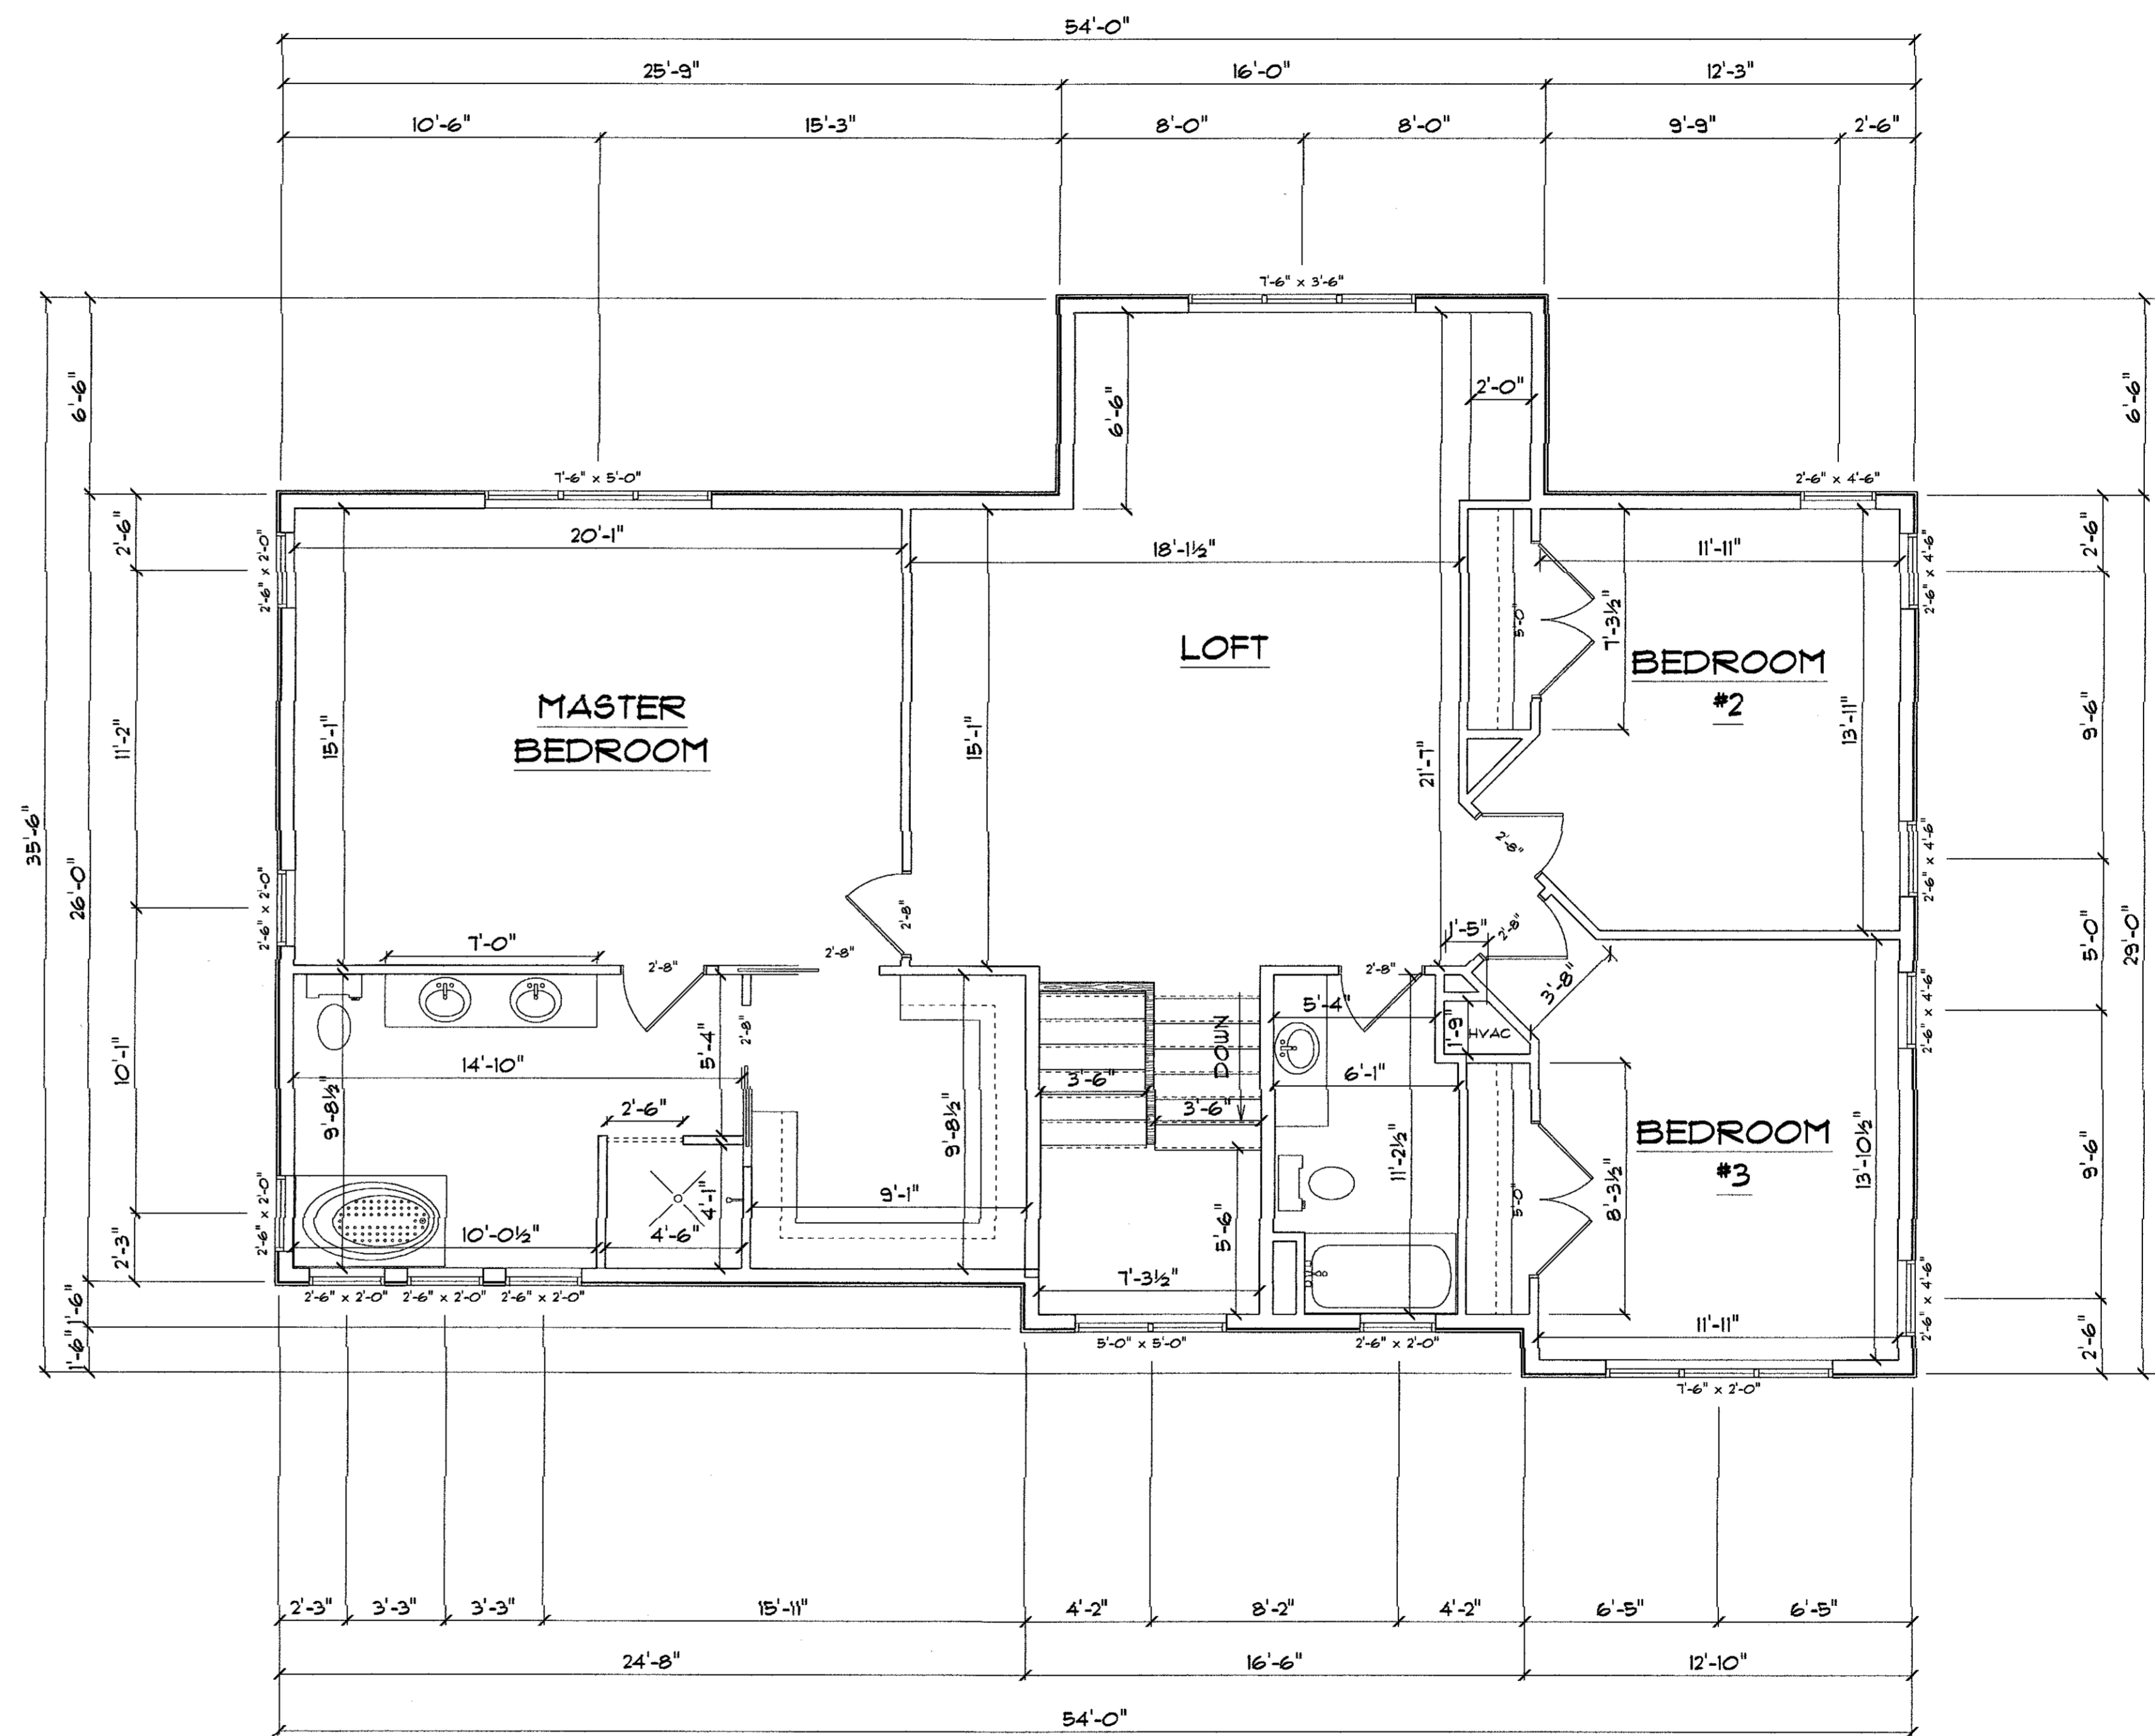 54'-0"
25'-9" 16'-0" 12'-3"
10'-6" 15'-3" 8'-0" 8'-0" 9'-9" 2'-6"
7'-6" x 3'-6"
6'-6" 6'-6" 2'-0" 6'-6"
7'-6" x 5'-0" 2'-6" x 4'-6"
2'-6" 2'-6" x 2'-0" 20'-1" 18'-1½" 11'-11" 2'-6" x 4'-6" 2'-6"
5'-0" 7'-3½"
LOFT
BEDROOM
#2
MASTER
BEDROOM
11'-2" 15'-1" 15'-1" 21'-7" 13'-11" 9'-6"
35'-6" 26'-0"
2'-8" 2'-6" x 4'-6"
2'-6" x 2'-0" 2'-8" 5'-0" 29'-0"
7'-0" 2'-8" 2'-8" 1'-5" 2'-8"
2'-8" 3'-8" 2'-6" x 4'-6"
5'-4"
10'-1" 5'-4" 2'-8" DOWN 1'-9" HVAC
14'-10" 3'-6" 6'-1"
9'-8½" 2'-6" 9'-8½" 3'-6"
BEDROOM
#3
11'-2½" 5'-0" 8'-3½" 13'-10½" 9'-6"
2'-6" x 2'-0" 4'-1" 9'-1"
2'-3" 10'-0½" 4'-6" 5'-6"
7'-3½" 2'-6" x 4'-6"
2'-6" x 2'-0" 2'-6" x 2'-0" 2'-6" x 2'-0"
1'-6" 11'-11" 2'-6"
1'-6" 5'-0" x 5'-0" 2'-6" x 2'-0"
7'-6" x 2'-0"
2'-3" 3'-3" 3'-3" 15'-11" 4'-2" 8'-2" 4'-2" 6'-5" 6'-5"
24'-8" 16'-6" 12'-10"
54'-0"